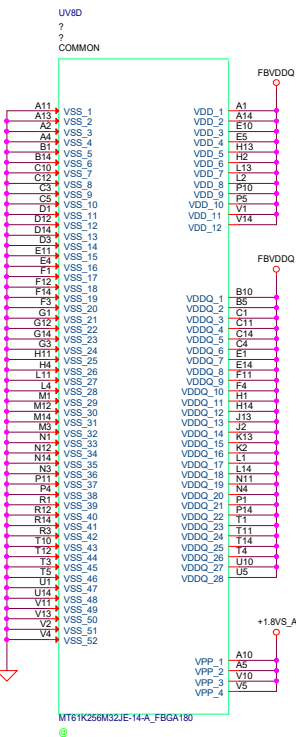 UV8D
?
?
COMMON
FBVDDQ
A11 VSS_1 VDD_1 A1
A13 VSS_2 VDD_2 A14
A2 VSS_3 VDD_3 E10
A4 VSS_4 VDD_4 E5
B1 VSS_5 VDD_5 H13
B14 VSS_6 VDD_6 H2
C10 VSS_7 VDD_7 L13
C12 VSS_8 VDD_8 L2
C3 VSS_9 VDD_9 P10
C5 VSS_10 VDD_10 P5
D1 VSS_11 VDD_11 V1
D12 VSS_12 VDD_12 V14
D14 VSS_13
D3 VSS_14
E11 VSS_15
E4 VSS_16
FBVDDQ
F1 VSS_17
F12 VSS_18
F14 VSS_19 VDDQ_1 B10
F3 VSS_20 VDDQ_2 B5
G1 VSS_21 VDDQ_3 C1
G12 VSS_22 VDDQ_4 C11
G14 VSS_23 VDDQ_5 C14
G3 VSS_24 VDDQ_6 C4
H11 VSS_25 VDDQ_7 E1
H4 VSS_26 VDDQ_8 E14
L11 VSS_27 VDDQ_9 F11
L4 VSS_28 VDDQ_10 F4
M1 VSS_29 VDDQ_11 H1
M12 VSS_30 VDDQ_12 H14
M14 VSS_31 VDDQ_13 J13
M3 VSS_32 VDDQ_14 J2
N1 VSS_33 VDDQ_15 K13
N12 VSS_34 VDDQ_16 K2
N14 VSS_35 VDDQ_17 L1
N3 VSS_36 VDDQ_18 L14
P11 VSS_37 VDDQ_19 N11
P4 VSS_38 VDDQ_20 N4
R1 VSS_39 VDDQ_21 P1
R12 VSS_40 VDDQ_22 P14
R14 VSS_41 VDDQ_23 T1
R3 VSS_42 VDDQ_24 T11
T10 VSS_43 VDDQ_25 T14
T12 VSS_44 VDDQ_26 T4
T3 VSS_45 VDDQ_27 U10
T5 VSS_46 VDDQ_28 U5
U1 VSS_47
U14 VSS_48
V11 VSS_49
V13 VSS_50
V2 VSS_51
V4 VSS_52
+1.8VS_A
VPP_1 A10
VPP_2 A5
VPP_3 V10
VPP_4 V5
MT61K256M32JE-14-A_FBGA180
@